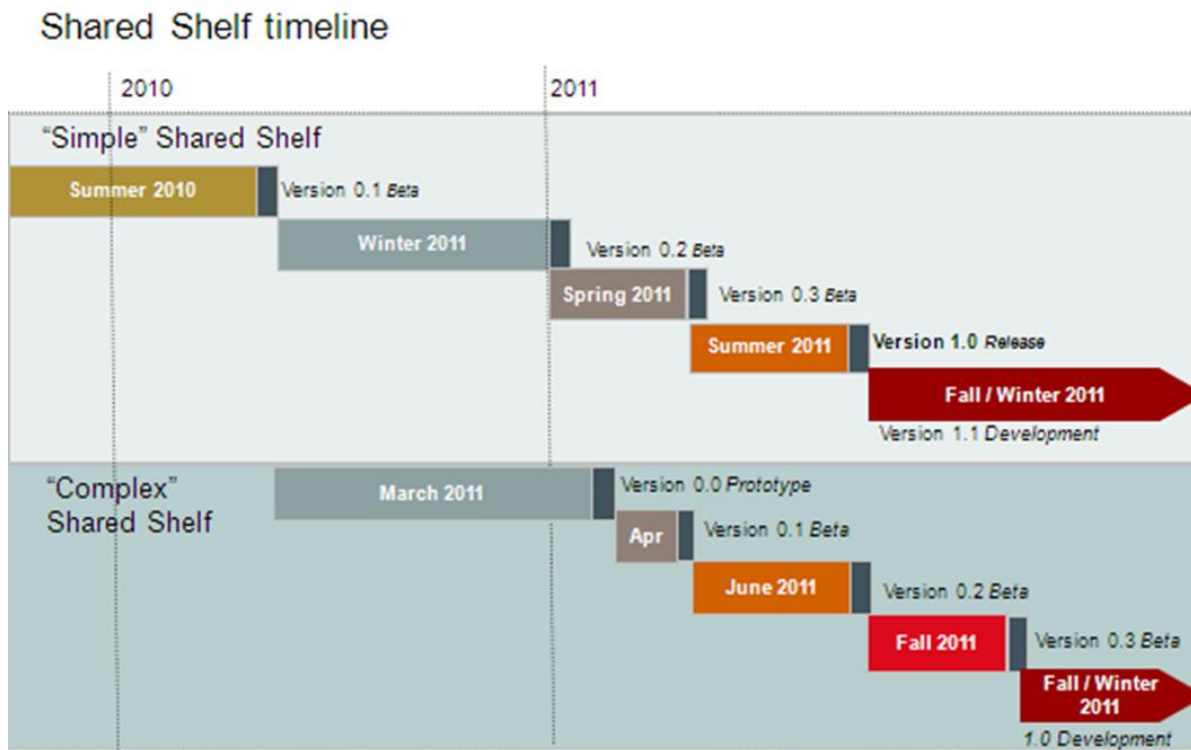 Shared Shelf timeline
2010
2011
“Simple” Shared Shelf
Summer 2010
Version 0.1 Beta
Winter 2011
Version 0.2 Beta
Spring 2011
Version 0.3 Beta
Summer 2011
Version 1.0 Release
Fall / Winter 2011
Version 1.1 Development
“Complex”
Shared Shelf
March 2011
Version 0.0 Prototype
Apr
Version 0.1 Beta
June 2011
Version 0.2 Beta
Fall 2011
Version 0.3 Beta
Fall / Winter
2011
1.0 Development